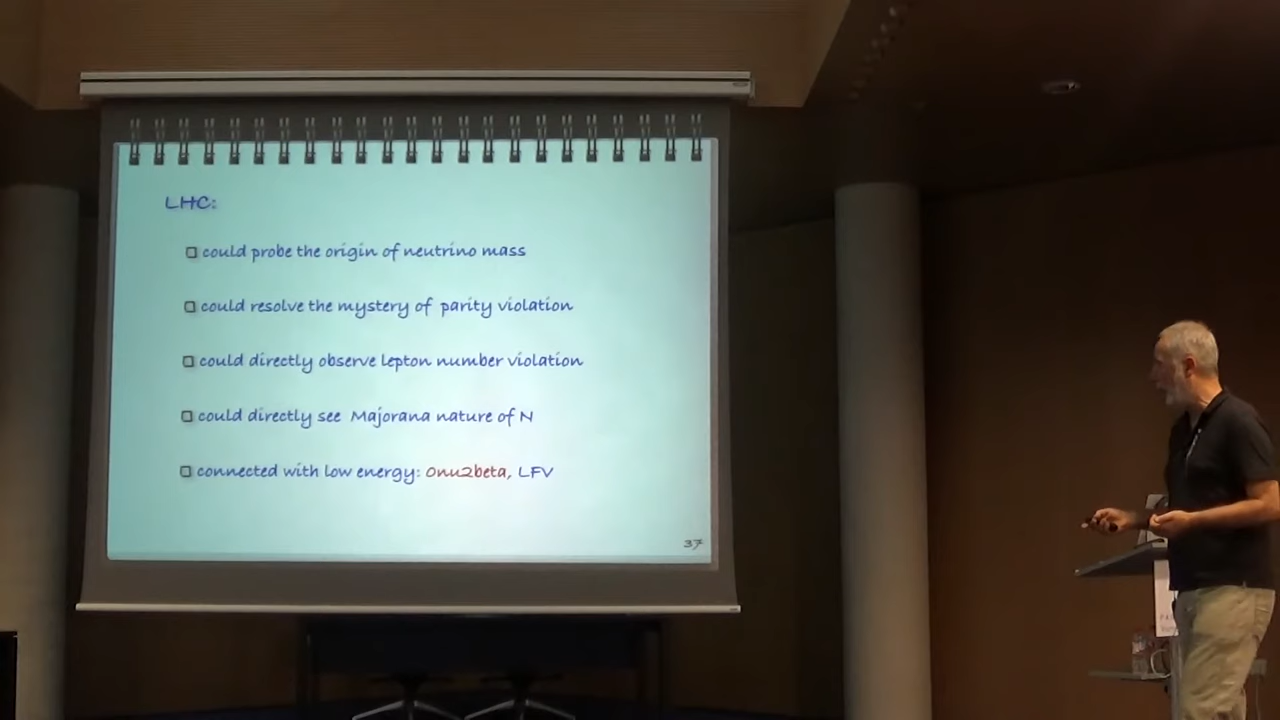 LHC:
could probe the origin of neutrino mass
could resolve the mystery of parity violation
could directly observe lepton number violation
could directly see Majorana nature of N
connected with low energy: 0nu2beta, LFV
37